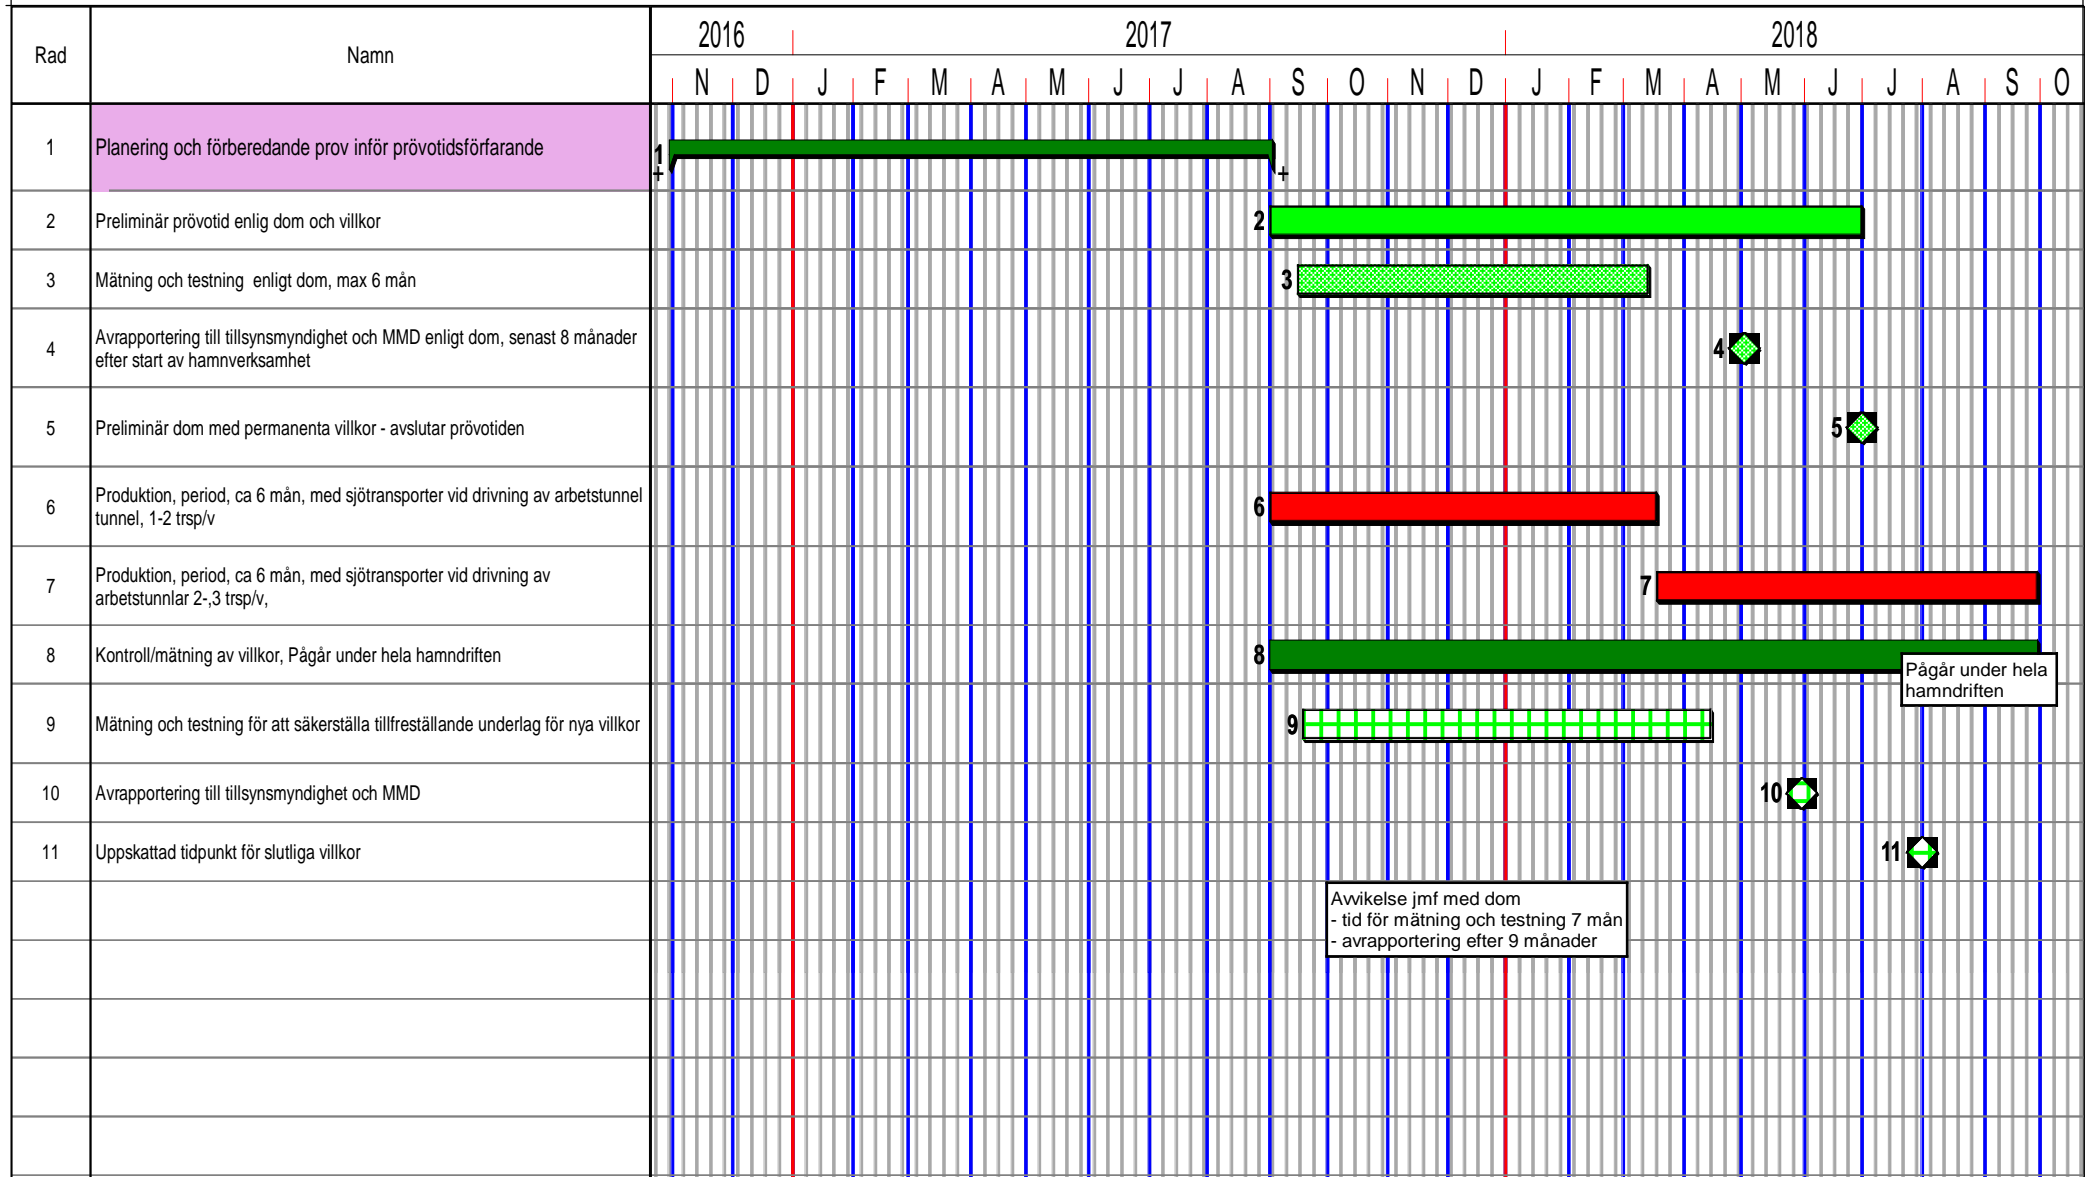 Rad Namn 2016 2017 2018
N D J F M A M J J A S O N D J F M A M J J A S O
1 Planering och förberedande prov inför prövotidsförfarande 1
+ +
2 Preliminär prövotid enlig dom och villkor 2
3 Mätning och testning enligt dom, max 6 mån 3
4 Avrapportering till tillsynsmyndighet och MMD enligt dom, senast 8 månader
efter start av hamnverksamhet 4
5 Preliminär dom med permanenta villkor - avslutar prövotiden 5
6 Produktion, period, ca 6 mån, med sjötransporter vid drivning av arbetstunnel
tunnel, 1-2 trsp/v 6
7 Produktion, period, ca 6 mån, med sjötransporter vid drivning av
arbetstunnlar 2-,3 trsp/v, 7
8 Kontroll/mätning av villkor, Pågår under hela hamndriften 8
Pågår under hela
hamndriften
9 Mätning och testning för att säkerställa tillfreställande underlag för nya villkor 9
10 Avrapportering till tillsynsmyndighet och MMD 10
11 Uppskattad tidpunkt för slutliga villkor 11
Avvikelse jmf med dom
- tid för mätning och testning 7 mån
- avrapportering efter 9 månader